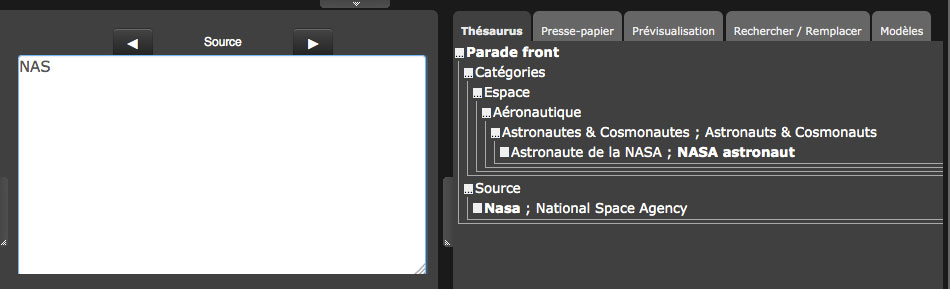 Source
NAS
Thésaurus Presse-papier Prévisualisation Rechercher / Remplacer Modèles
Parade front
Catégories
Espace
Aéronautique
Astronautes & Cosmonautes ; Astronauts & Cosmonauts
Astronaute de la NASA ; NASA astronaut
Source
Nasa ; National Space Agency